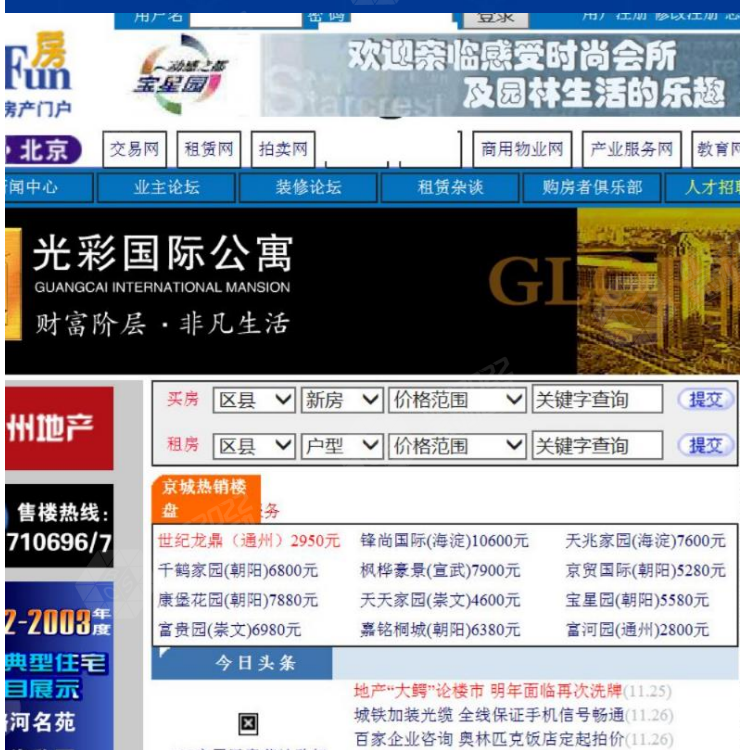 用户名 密码 登录
房
Fun
房产门户
动感之都
宝星园
欢迎亲临感受时尚会所
及园林生活的乐趣
Starcrest
北京 交易网 租赁网 拍卖网 商用物业网 产业服务网 教育网
闻中心 业主论坛 装修论坛 租赁杂谈 购房者俱乐部 人才招聘
光彩国际公寓
GUANGCAI INTERNATIONAL MANSION
财富阶层 · 非凡生活
GLO
州地产
买房 区县 新房 价格范围 关键字查询 提交
租房 区县 户型 价格范围 关键字查询 提交
京城热销楼
盘
务
售楼热线:
710696/7
世纪龙鼎（通州）2950元 锋尚国际(海淀)10600元 天兆家园(海淀)7600元
千鹤家园(朝阳)6800元 枫桦豪景(宣武)7900元 京贸国际(朝阳)5280元
康堡花园(朝阳)7880元 天天家园(崇文)4600元 宝星园(朝阳)5580元
富贵园(崇文)6980元 嘉铭桐城(朝阳)6380元 富河园(通州)2800元
2-2003年度
典型住宅
目展示
河名苑
今日头条
地产“大鳄”论楼市 明年面临再次洗牌(11.25)
城铁加装光缆 全线保证手机信号畅通(11.26)
百家企业咨询 奥林匹克饭店定起拍价(11.26)